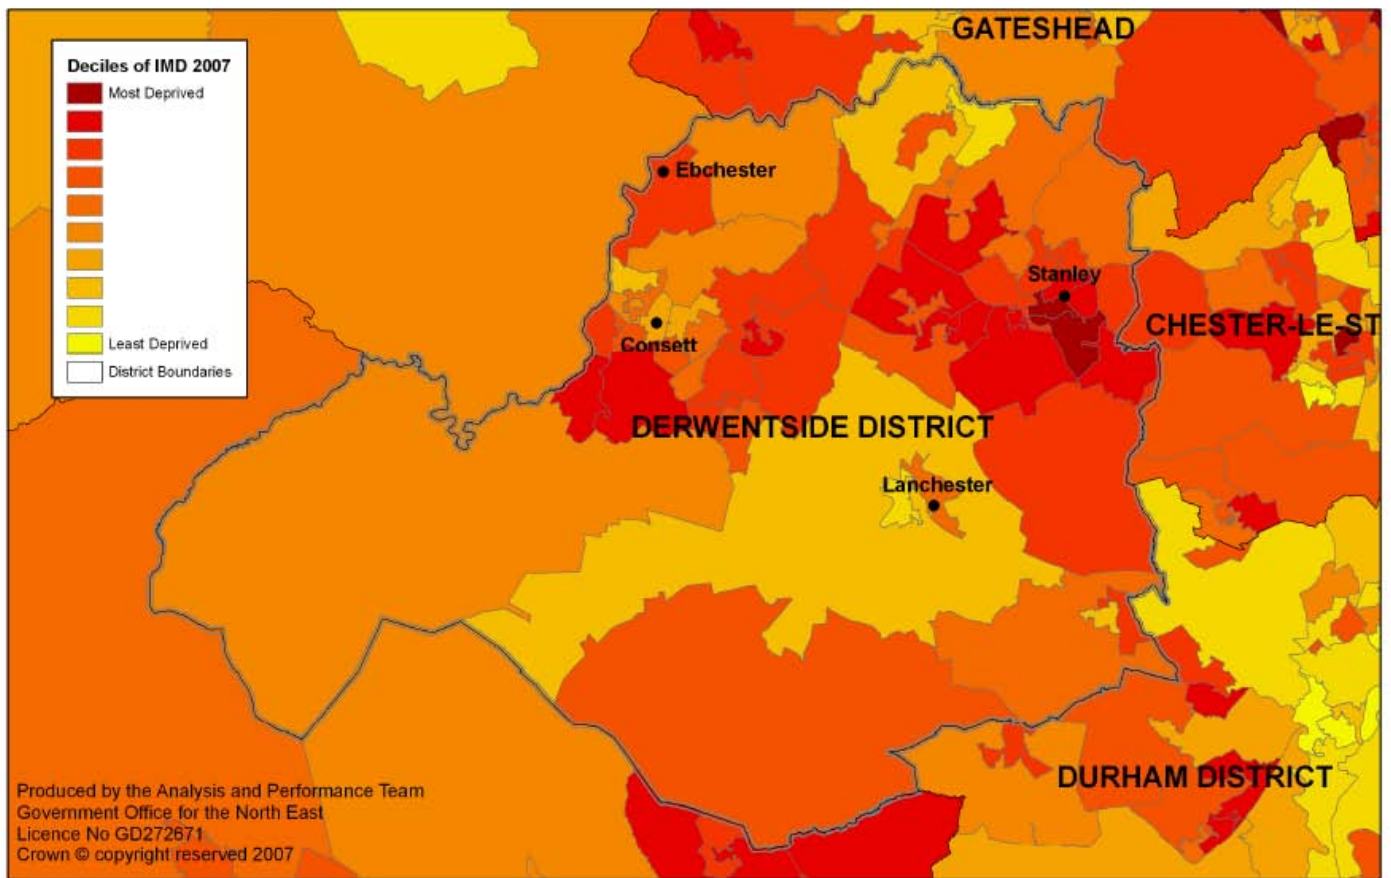 GATESHEAD
Deciles of IMD 2007
Most Deprived
Least Deprived
District Boundaries
Ebchester
Stanley
Consett
CHESTER-LE-ST
DERWENTSIDE DISTRICT
Lanchester
DURHAM DISTRICT
Produced by the Analysis and Performance Team
Government Office for the North East
Licence No GD272671
Crown © copyright reserved 2007